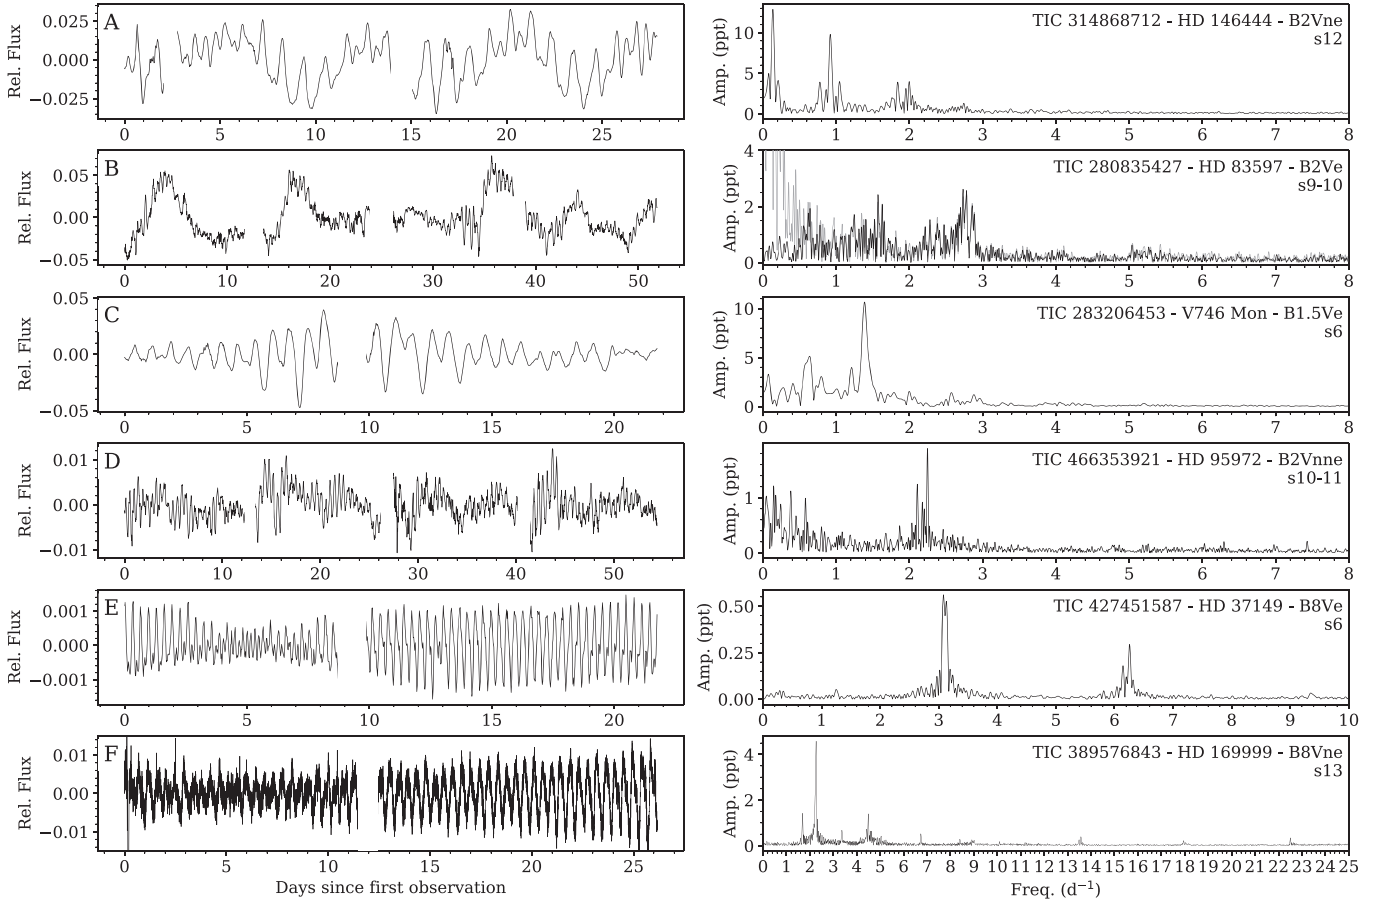 A
Rel. Flux
0.025
0.000
−0.025
0 5 10 15 20 25
TIC 314868712 - HD 146444 - B2Vne
s12
Amp. (ppt)
10
5
0
0 1 2 3 4 5 6 7 8
B
Rel. Flux
0.05
0.00
−0.05
0 10 20 30 40 50
TIC 280835427 - HD 83597 - B2Ve
s9-10
Amp. (ppt)
4
2
0
0 1 2 3 4 5 6 7 8
C
Rel. Flux
0.05
0.00
−0.05
0 5 10 15 20
TIC 283206453 - V746 Mon - B1.5Ve
s6
Amp. (ppt)
10
5
0
0 1 2 3 4 5 6 7 8
D
Rel. Flux
0.01
0.00
−0.01
0 10 20 30 40 50
TIC 466353921 - HD 95972 - B2Vnne
s10-11
Amp. (ppt)
1
0
0 1 2 3 4 5 6 7 8
E
Rel. Flux
0.001
0.000
−0.001
0 5 10 15 20
TIC 427451587 - HD 37149 - B8Ve
s6
Amp. (ppt)
0.50
0.25
0.00
0 1 2 3 4 5 6 7 8 9 10
F
Rel. Flux
0.01
0.00
−0.01
0 5 10 15 20 25
Days since first observation
TIC 389576843 - HD 169999 - B8Vne
s13
Amp. (ppt)
4
2
0
0 1 2 3 4 5 6 7 8 9 10 11 12 13 14 15 16 17 18 19 20 21 22 23 24 25
Freq. (d⁻¹)